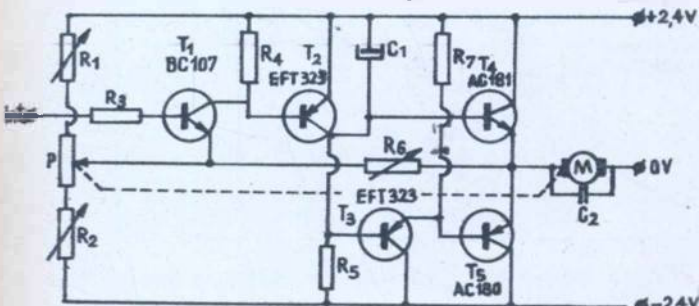 +2,4V
R1
T1
BC107
R4
T2
EFT323
C1
R7
T4
AC181
R3
P
R6
M
0V
C2
EFT323
T3
R2
R5
T5
AC180
-2,4V